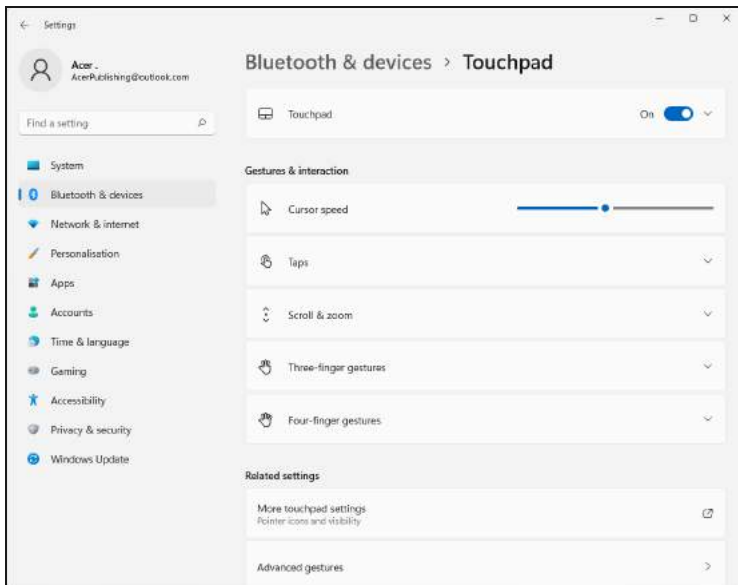 Settings
Acer .
AcerPublishing@outlook.com
Find a setting
System
Bluetooth & devices
Network & internet
Personalisation
Apps
Accounts
Time & language
Gaming
Accessibility
Privacy & security
Windows Update
Bluetooth & devices > Touchpad
Touchpad
On
Gestures & interaction
Cursor speed
Taps
Scroll & zoom
Three-finger gestures
Four-finger gestures
Related settings
More touchpad settings
Pointer icons and visibility
Advanced gestures